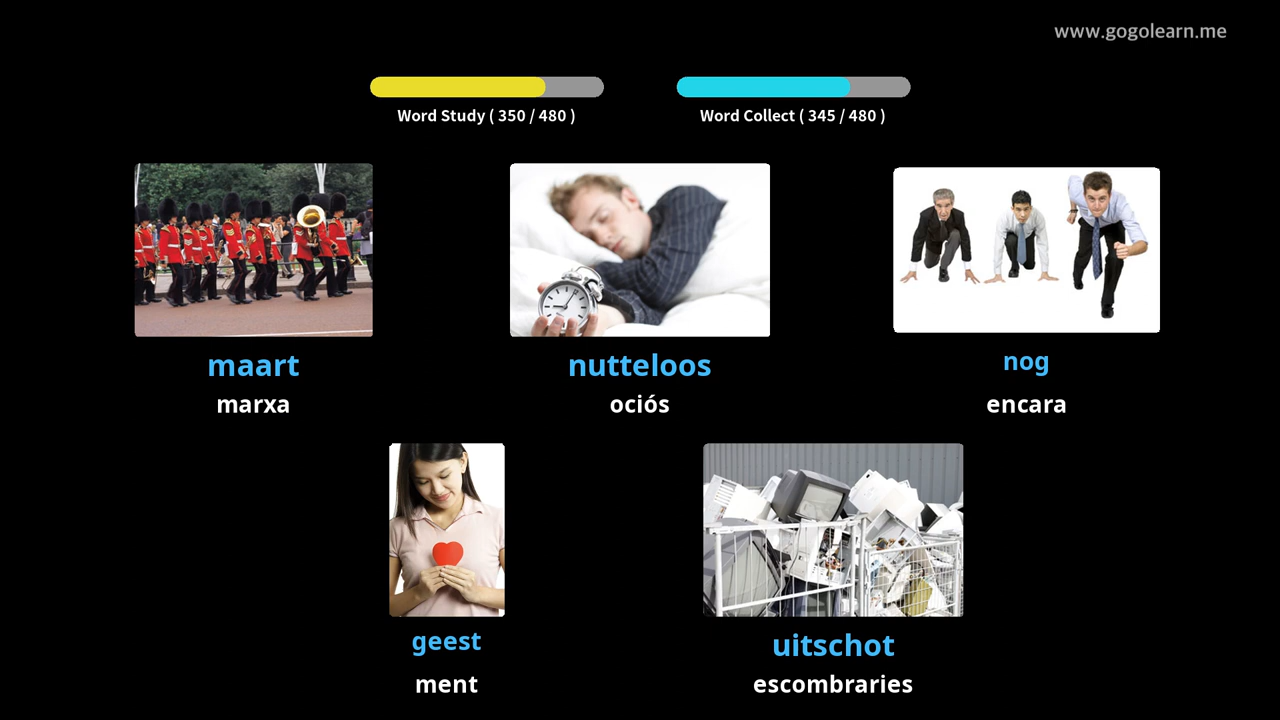 www.gogolearn.me
Word Study ( 350 / 480 )
Word Collect ( 345 / 480 )
maart
marxa
nutteloos
ociós
nog
encara
geest
ment
uitschot
escombraries